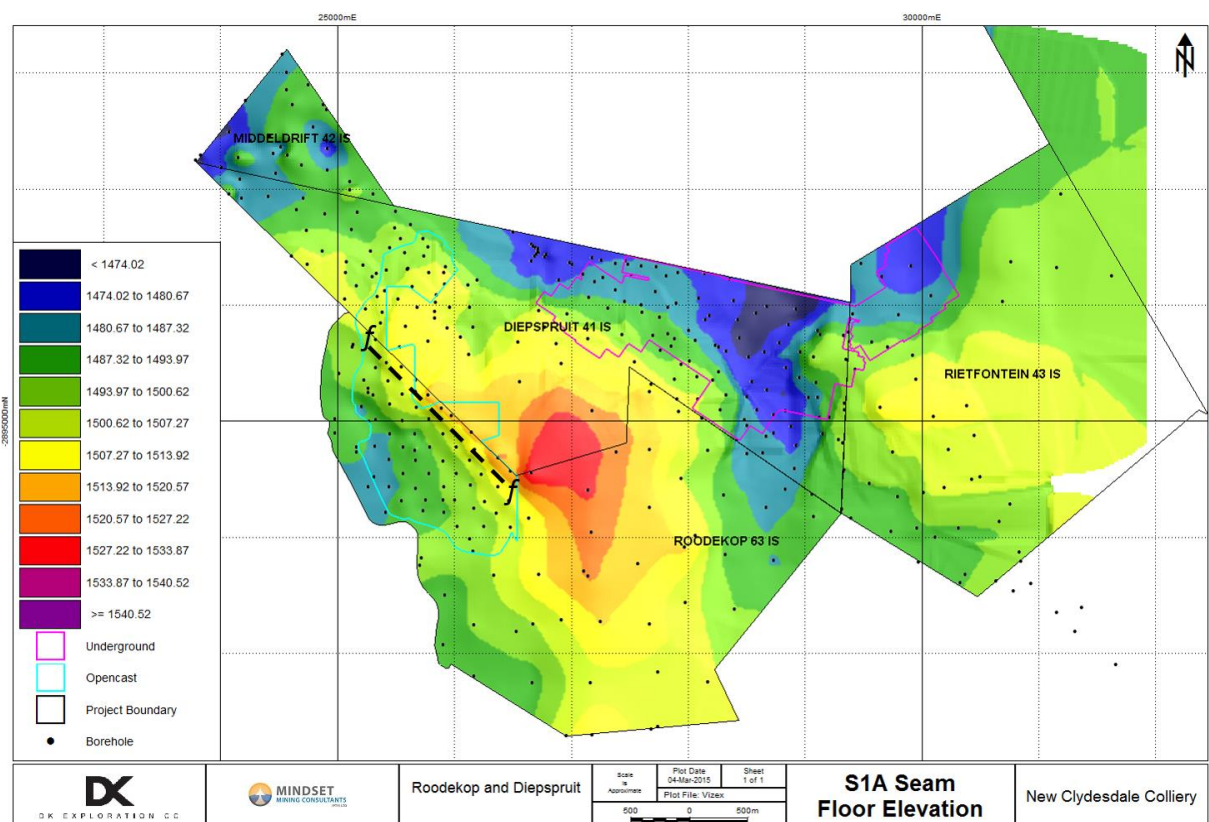 25000mE
30000mE
N
MIDDELDRIFT 42 IS
-2895000mN
< 1474.02
1474.02 to 1480.67
1480.67 to 1487.32
1487.32 to 1493.97
1493.97 to 1500.62
1500.62 to 1507.27
1507.27 to 1513.92
1513.92 to 1520.57
1520.57 to 1527.22
1527.22 to 1533.87
1533.87 to 1540.52
>= 1540.52
Underground
Opencast
Project Boundary
Borehole
DIEPSPRUIT 41 IS
RIETFONTEIN 43 IS
ROODEKOP 63 IS
f
f
DK
DK EXPLORATION CC
MINDSET
MINING CONSULTANTS
Roodekop and Diepspruit
Scale
is
Approximate
Plot Date
04-Mar-2015
Sheet
1 of 1
Plot File: Vizex
500 0 500m
S1A Seam
Floor Elevation
New Clydesdale Colliery